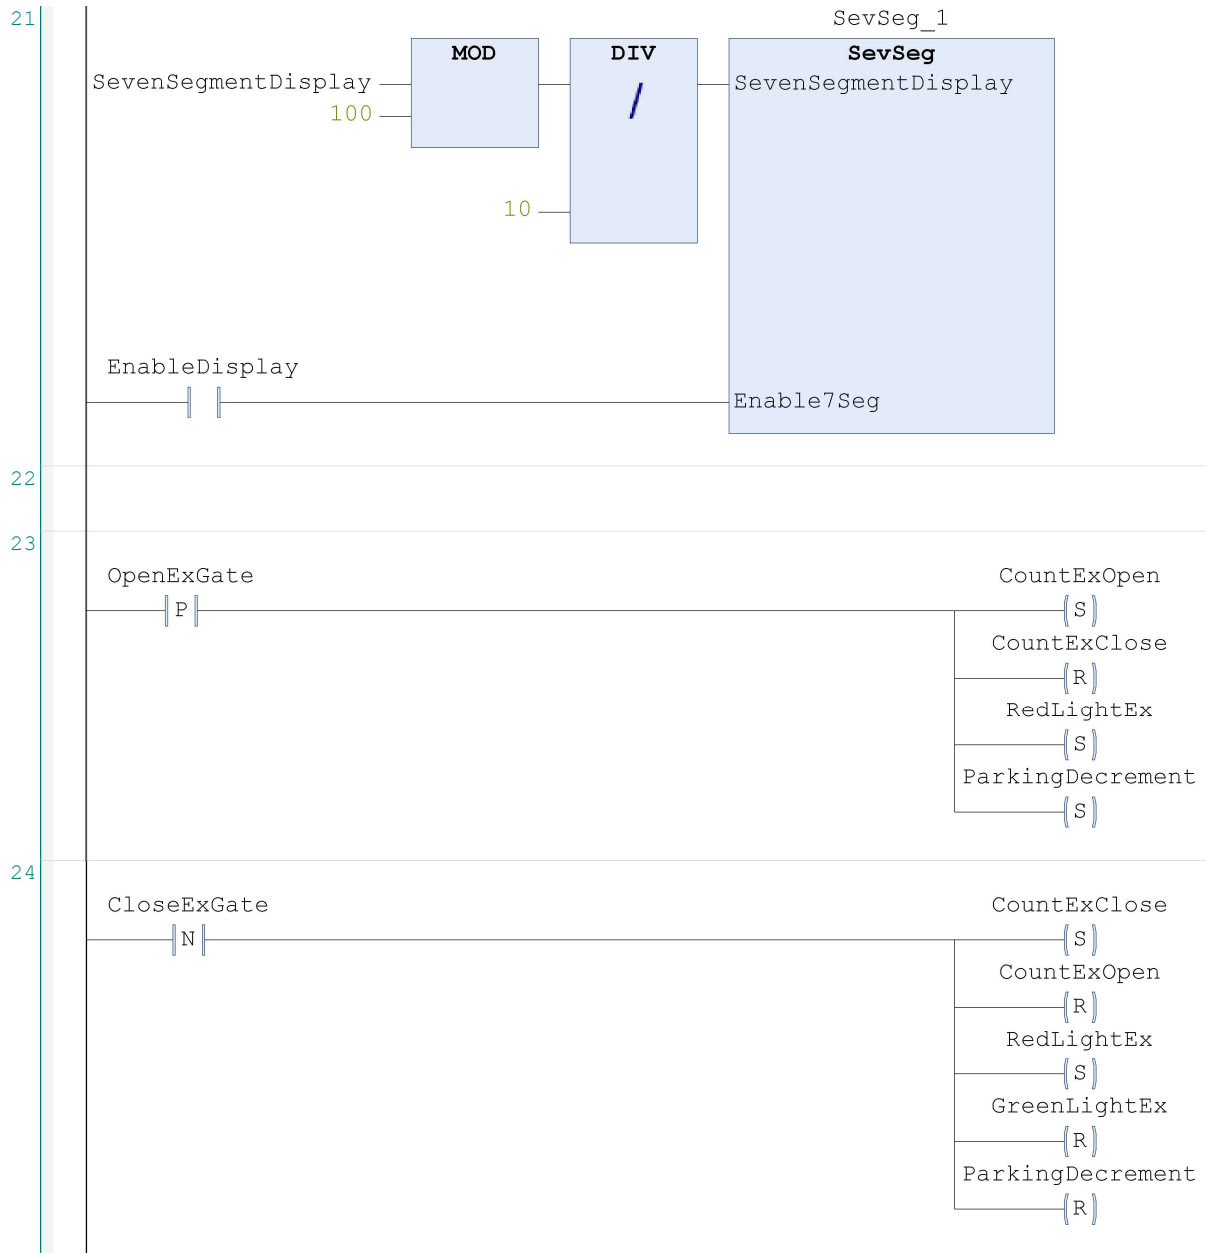 21
SevSeg_1
MOD DIV SevSeg
SevenSegmentDisplay / SevenSegmentDisplay
100
10
EnableDisplay
Enable7Seg
22
23
OpenExGate CountExOpen
P S
CountExClose
R
RedLightEx
S
ParkingDecrement
S
24
CloseExGate CountExClose
N S
CountExOpen
R
RedLightEx
S
GreenLightEx
R
ParkingDecrement
R